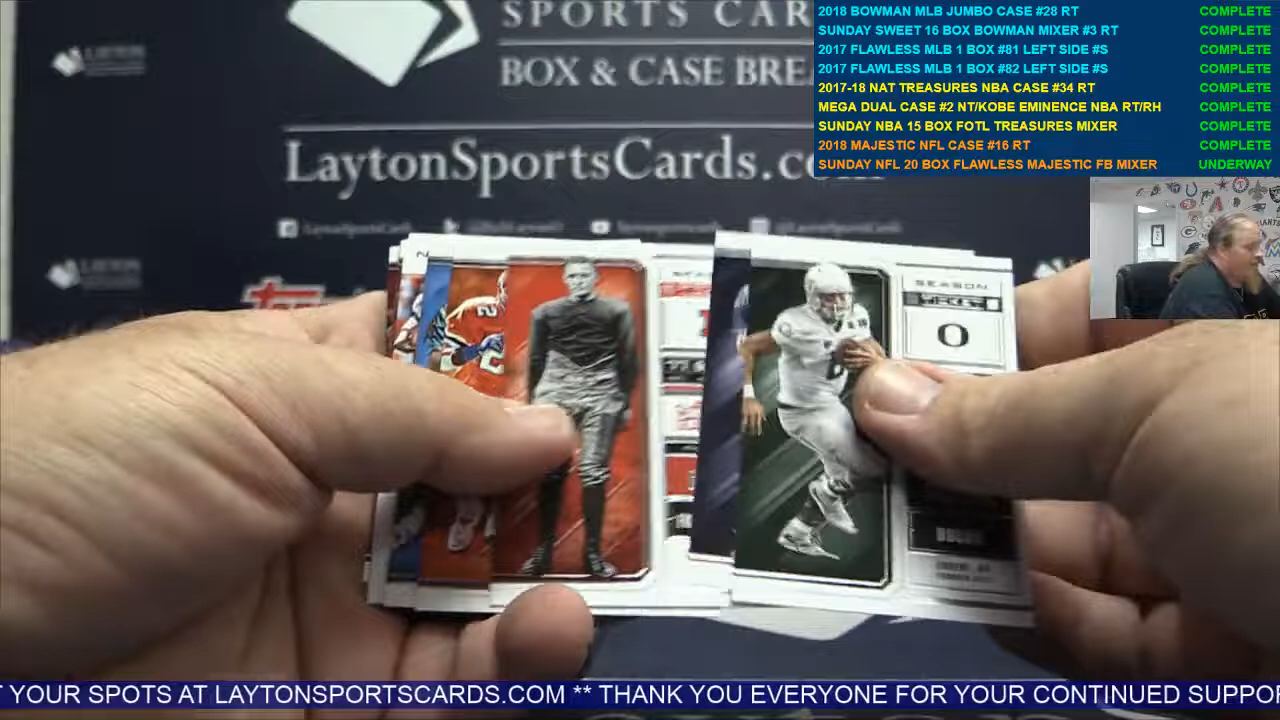 SPORTS CAR
BOX & CASE BREA
LaytonSportsCards.co
2018 BOWMAN MLB JUMBO CASE #28 RT COMPLETE
SUNDAY SWEET 16 BOX BOWMAN MIXER #3 RT COMPLETE
2017 FLAWLESS MLB 1 BOX #81 LEFT SIDE #S COMPLETE
2017 FLAWLESS MLB 1 BOX #82 LEFT SIDE #S COMPLETE
2017-18 NAT TREASURES NBA CASE #34 RT COMPLETE
MEGA DUAL CASE #2 NT/KOBE EMINENCE NBA RT/RH COMPLETE
SUNDAY NBA 15 BOX FOTL TREASURES MIXER COMPLETE
2018 MAJESTIC NFL CASE #16 RT COMPLETE
SUNDAY NFL 20 BOX FLAWLESS MAJESTIC FB MIXER UNDERWAY
SEASON
O
2
T YOUR SPOTS AT LAYTONSPORTSCARDS.COM ** THANK YOU EVERYONE FOR YOUR CONTINUED SUPPO